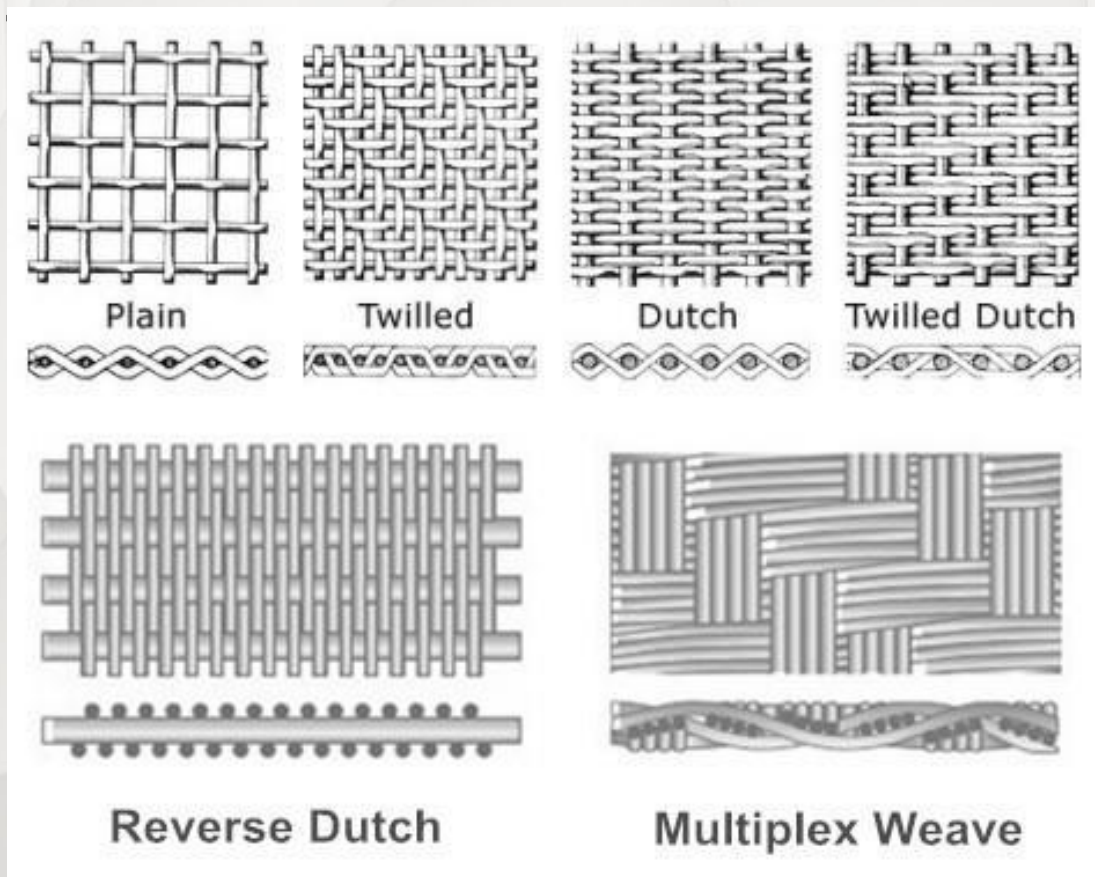 Plain
Twilled
Dutch
Twilled Dutch
Reverse Dutch
Multiplex Weave